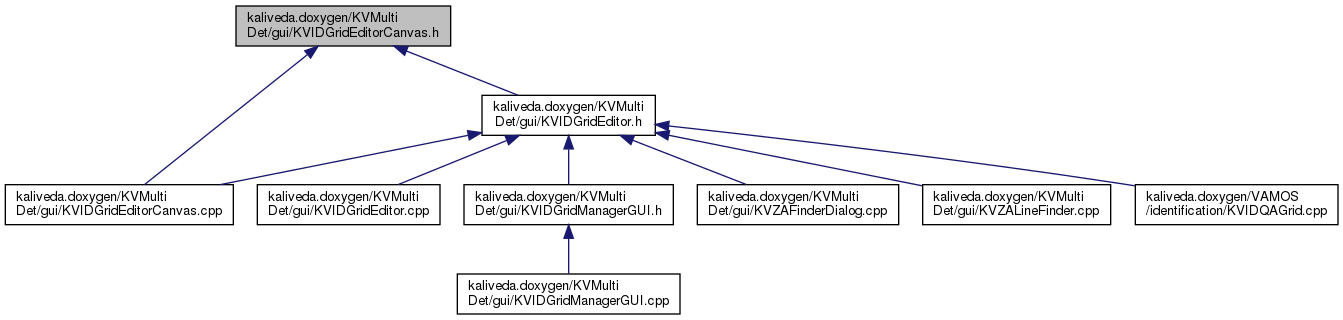 kaliveda.doxygen/KVMulti
Det/gui/KVIDGridEditorCanvas.h
kaliveda.doxygen/KVMulti
Det/gui/KVIDGridEditor.h
kaliveda.doxygen/KVMulti
Det/gui/KVIDGridEditorCanvas.cpp
kaliveda.doxygen/KVMulti
Det/gui/KVIDGridEditor.cpp
kaliveda.doxygen/KVMulti
Det/gui/KVIDGridManagerGUI.h
kaliveda.doxygen/KVMulti
Det/gui/KVZAFinderDialog.cpp
kaliveda.doxygen/KVMulti
Det/gui/KVZALineFinder.cpp
kaliveda.doxygen/VAMOS
/identification/KVIDQAGrid.cpp
kaliveda.doxygen/KVMulti
Det/gui/KVIDGridManagerGUI.cpp